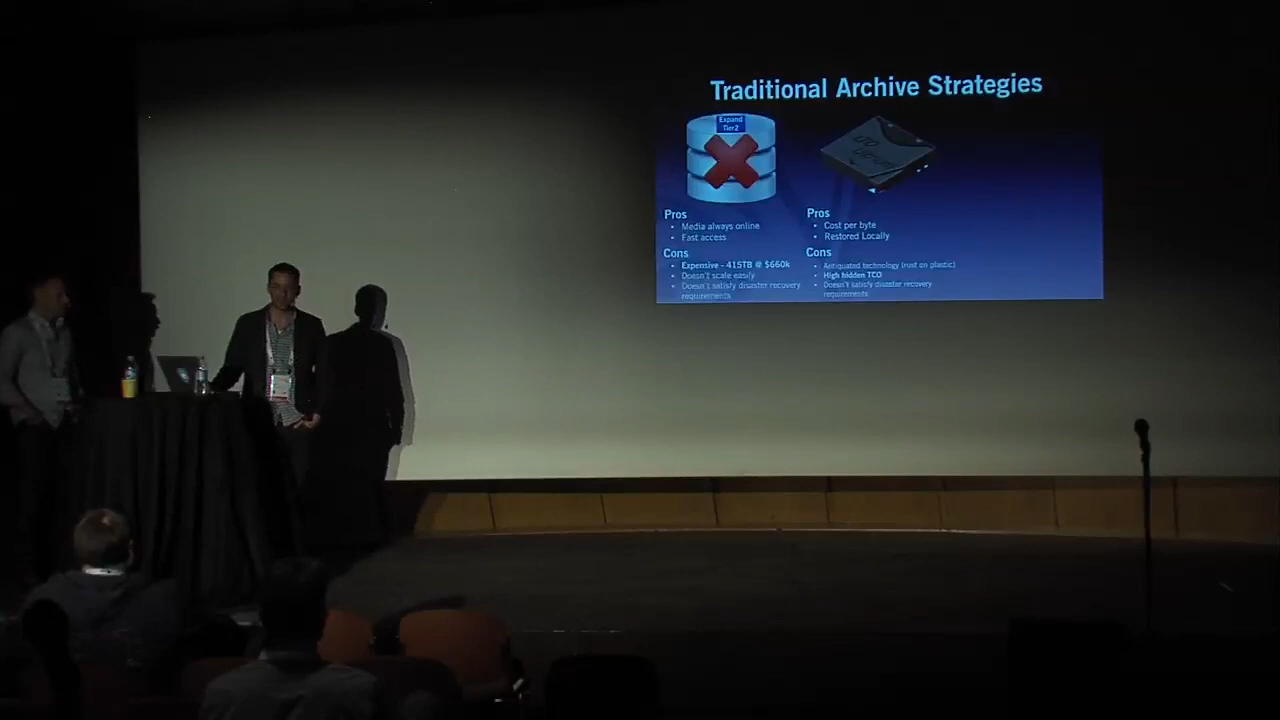 Traditional Archive Strategies
Expand
Tier2
Pros
• Media always online
• Fast access
Cons
• Expensive - 415TB @ $660k
• Doesn't scale easily
• Doesn't satisfy disaster recovery
requirements
LTO
Pros
• Cost per byte
• Restored Locally
Cons
• Antiquated technology (rust on plastic)
• High hidden TCO
• Doesn't satisfy disaster recovery
requirements